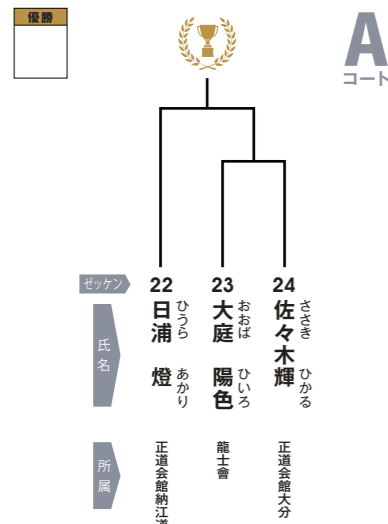 優勝
A
コート
ゼッケン
22
23
24
氏名
日浦 燈
ひうら あかり
大庭 陽色
おおば ひいろ
佐々木輝
ささき ひかる
所属
正道会館納江道
龍士會
正道会館大分